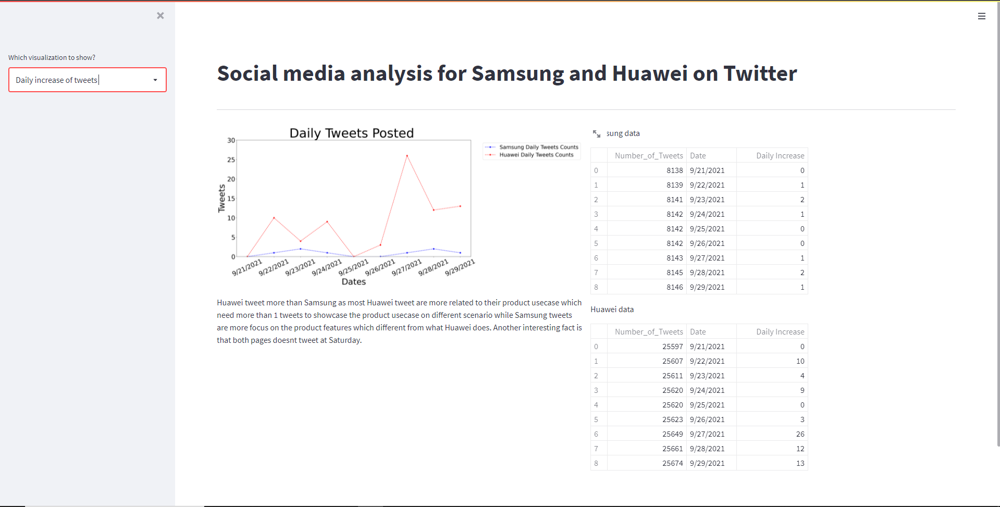 Which visualization to show?
Daily increase of tweets
Social media analysis for Samsung and Huawei on Twitter
Daily Tweets Posted
30
25
20
15
10
5
0
Tweets
9/21/2021 9/22/2021 9/23/2021 9/24/2021 9/25/2021 9/26/2021 9/27/2021 9/28/2021 9/29/2021
Dates
Samsung Daily Tweets Counts
Huawei Daily Tweets Counts
Huawei tweet more than Samsung as most Huawei tweet are more related to their product usecase which
need more than 1 tweets to showcase the product usecase on different scenario while Samsung tweets
are more focus on the product features which different from what Huawei does. Another interesting fact is
that both pages doesnt tweet at Saturday.
sung data
Number_of_Tweets Date Daily Increase
0 8138 9/21/2021 0
1 8139 9/22/2021 1
2 8141 9/23/2021 2
3 8142 9/24/2021 1
4 8142 9/25/2021 0
5 8142 9/26/2021 0
6 8143 9/27/2021 1
7 8145 9/28/2021 2
8 8146 9/29/2021 1
Huawei data
Number_of_Tweets Date Daily Increase
0 25597 9/21/2021 0
1 25607 9/22/2021 10
2 25611 9/23/2021 4
3 25620 9/24/2021 9
4 25620 9/25/2021 0
5 25623 9/26/2021 3
6 25649 9/27/2021 26
7 25661 9/28/2021 12
8 25674 9/29/2021 13